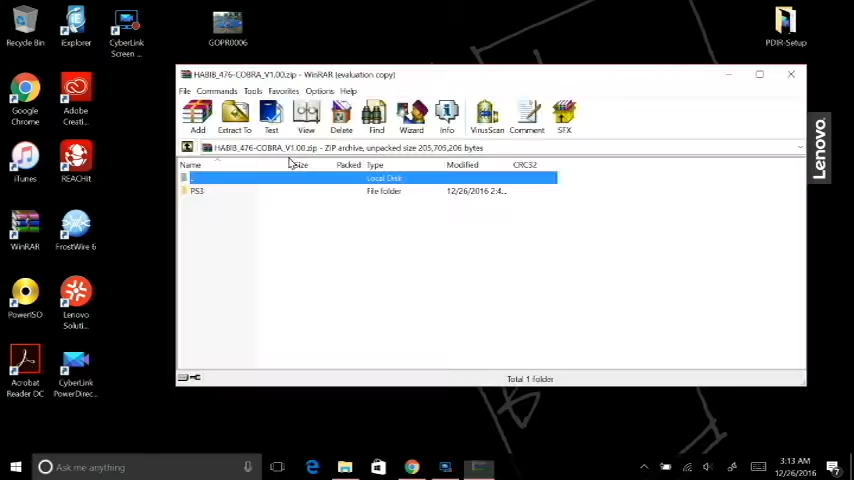 Recycle Bin
iExplorer
CyberLink
Screen ...
GOPR0006
PDIR-Setup
Google
Chrome
Adobe
Creati...
iTunes
REACHit
WinRAR
FrostWire 6
PowerISO
Lenovo
Soluti...
Acrobat
Reader DC
CyberLink
PowerDirec...
HABIB_476-COBRA_V1.00.zip - WinRAR (evaluation copy)
File Commands Tools Favorites Options Help
Add Extract To Test View Delete Find Wizard Info VirusScan Comment SFX
HABIB_476-COBRA_V1.00.zip - ZIP archive, unpacked size 205,705,206 bytes
Name Size Packed Type Modified CRC32
.. Local Disk
PS3 File folder 12/26/2016 2:4...
Total 1 folder
Lenovo.
Ask me anything
3:13 AM
12/26/2016